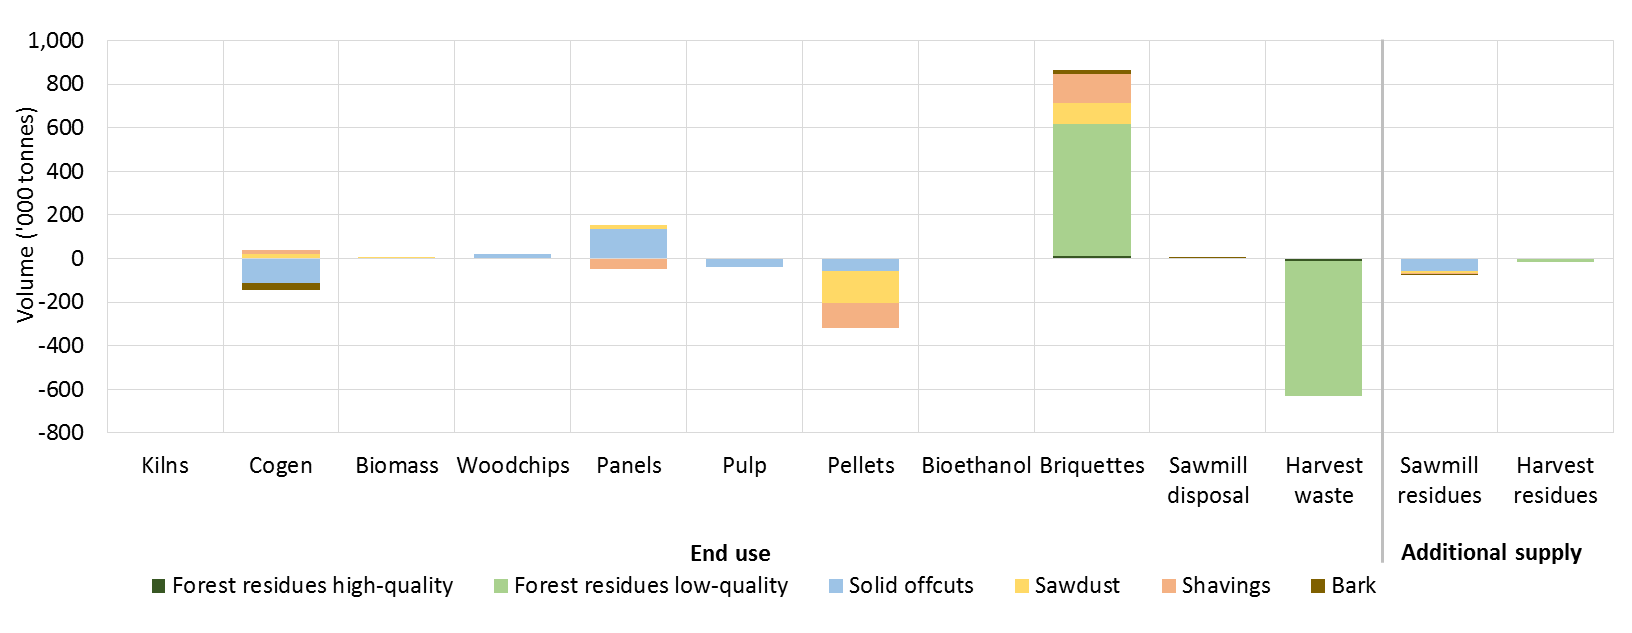 1,000
800
600
400
200
0
-200
-400
-600
-800
Volume ('000 tonnes)
Kilns Cogen Biomass Woodchips Panels Pulp Pellets Bioethanol Briquettes Sawmill disposal Harvest waste Sawmill residues Harvest residues
End use Additional supply
Forest residues high-quality Forest residues low-quality Solid offcuts Sawdust Shavings Bark